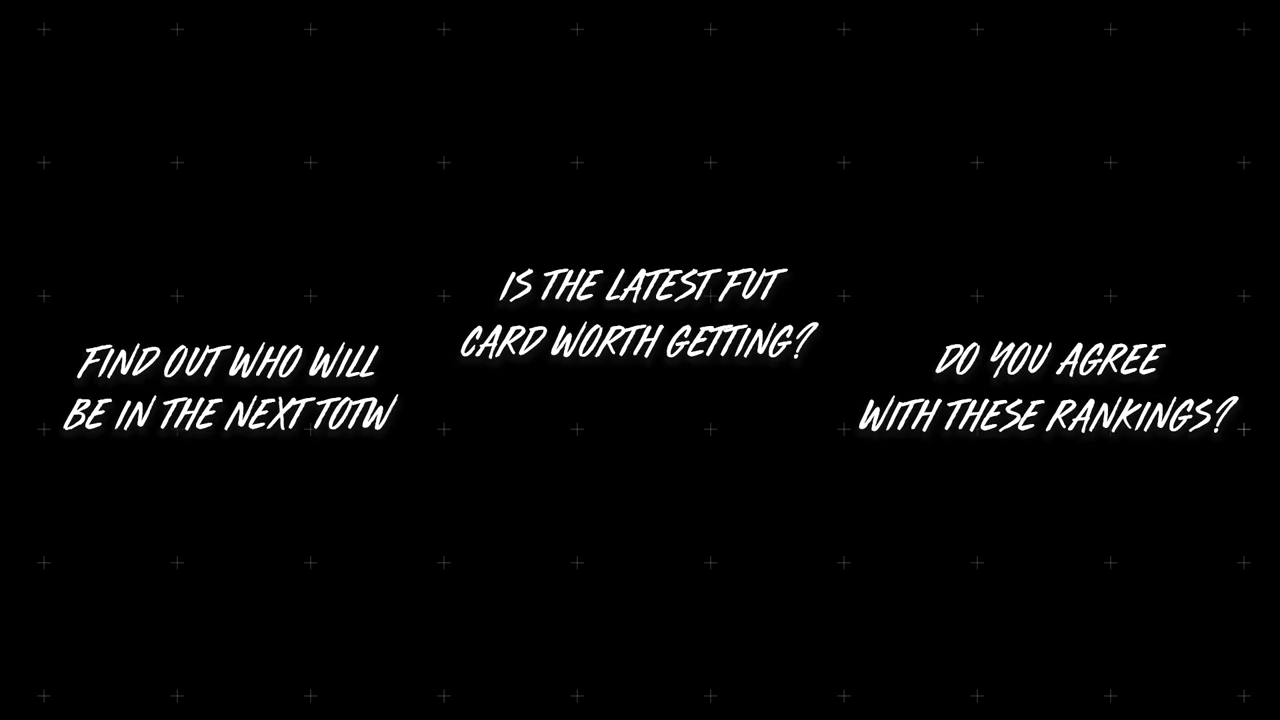 FIND OUT WHO WILL
BE IN THE NEXT TOTW
IS THE LATEST FUT
CARD WORTH GETTING?
DO YOU AGREE
WITH THESE RANKINGS?